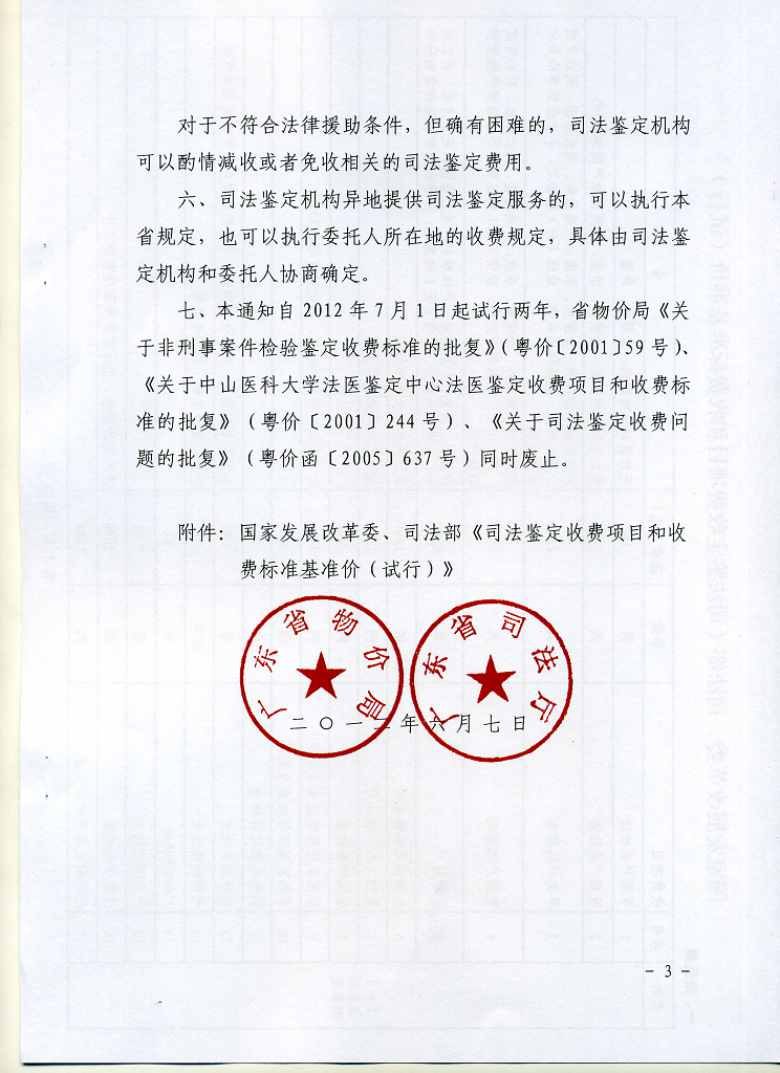 对于不符合法律援助条件，但确有困难的，司法鉴定机构
可以酌情减收或者免收相关的司法鉴定费用。
六、司法鉴定机构异地提供司法鉴定服务的，可以执行本
省规定，也可以执行委托人所在地的收费规定，具体由司法鉴
定机构和委托人协商确定。
七、本通知自 2012 年 7 月 1 日起试行两年，省物价局《关
于非刑事案件检验鉴定收费标准的批复》（粤价〔2001〕59 号）、
《关于中山医科大学法医鉴定中心法医鉴定收费项目和收费标
准的批复》（粤价〔2001〕244 号）、《关于司法鉴定收费问
题的批复》（粤价函〔2005〕637 号）同时废止。
附件：国家发展改革委、司法部《司法鉴定收费项目和收
费标准基准价（试行）》
广东省物价局
广东省司法厅
二〇一二年六月七日
- 3 -